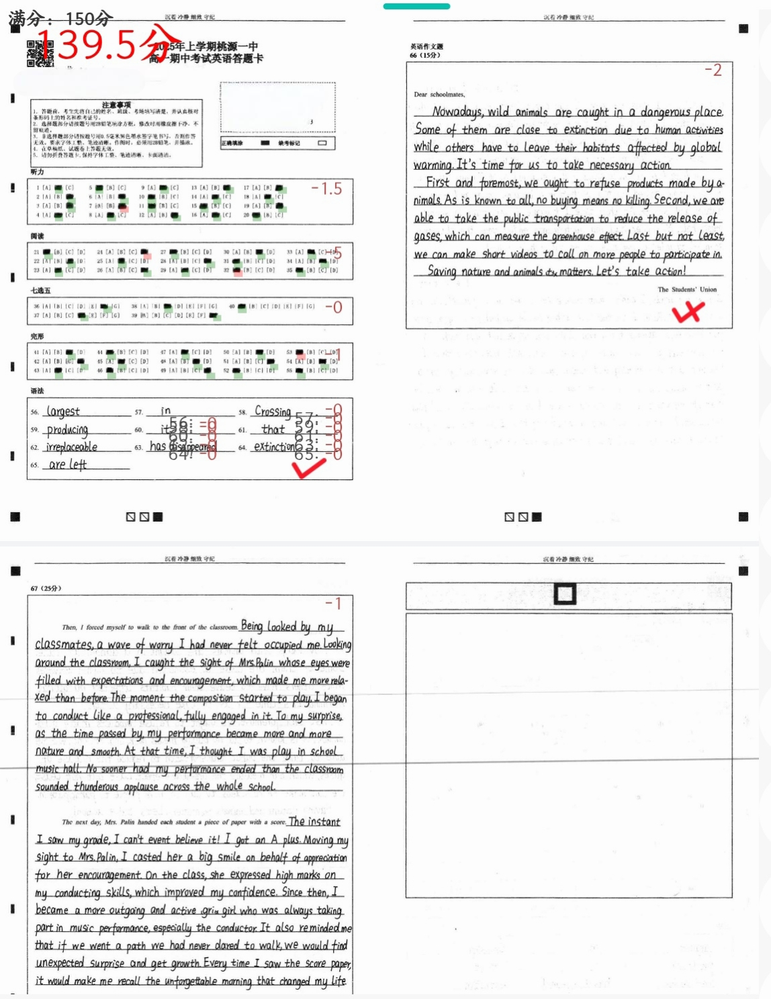 满分：150分
139.5分
沉着 冷静 细致 守纪
2025年上学期桃源一中
高一期中考试英语答题卡
注意事项
1、答题前，考生先将自己的姓名、班级、考场填写清楚，并认真核对
条形码上的姓名和准考证号。
2、选择题部分请按题号用2B铅笔填涂方框，修改时用橡皮擦干净，不
留痕迹。
3、非选择题部分请按题号用0.5毫米黑色墨水签字笔书写，否则作答
无效。要求字体工整、笔迹清晰。作图时，必须用2B铅笔，并描浓。
4、在草稿纸、试题卷上答题无效。
5、请勿折叠答题卡,保持字体工整、笔迹清晰、卡面清洁。
正确填涂 缺考标记
听力
-1.5
阅读
-5
七选五
-0
完形
-1
语法
56. largest 57. in 58. Crossing
59. producing 60. 61. that
62. irreplaceable 63. has disappeared 64. extinction
65. are left
沉着 冷静 细致 守纪
英语作文题
66（15分）
-2
Dear schoolmates,
Nowadays, wild animals are caught in a dangerous place.
Some of them are close to extinction due to human activities
while others have to leave their habitats affected by global
warming. It's time for us to take necessary action.
First and foremost, we ought to refuse products made by a-
nimals. As is known to all, no buying means no killing. Second, we are
able to take the public transportation to reduce the release of
gases, which can measure the greenhouse effect. Last but not least,
we can make short videos to call on more people to participate in.
Saving nature and animals matters. Let's take action!
The Students' Union
沉着 冷静 细致 守纪
67（25分）
-1
Then, I forced myself to walk to the front of the classroom. Being looked by my
classmates, a wave of worry I had never felt occupied me. Looking
around the classroom, I caught the sight of Mrs.Palin whose eyes were
filled with expectations and encouragement, which made me more rela-
xed than before. The moment the composition started to play, I began
to conduct like a professional, fully engaged in it. To my surprise,
as the time passed by, my performance became more and more
nature and smooth. At that time, I thought I was play in school
music hall. No sooner had my performance ended than the classroom
sounded thunderous applause across the whole school.
The next day, Mrs. Palin handed each student a piece of paper with a score. The instant
I saw my grade, I can't event believe it! I got an A plus. Moving my
sight to Mrs.Palin, I casted her a big smile on behalf of appreciation
for her encouragement. On the class, she expressed high marks on
my conducting skills, which improved my confidence. Since then, I
became a more outgoing and active girl who was always taking
part in music performance, especially the conductor. It also reminded me
that if we went a path we had never dared to walk, we would find
unexpected surprise and get growth. Every time I saw the score paper,
it would make me recall the unforgettable morning that changed my life.
沉着 冷静 细致 守纪